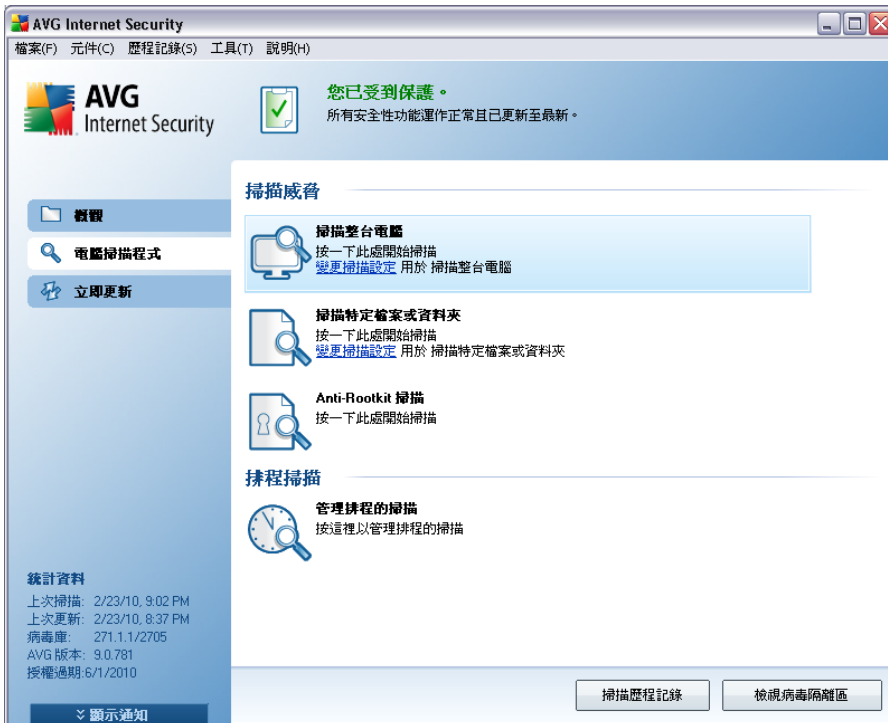 AVG Internet Security
檔案(F) 元件(C) 歷程記錄(S) 工具(T) 說明(H)
AVG
Internet Security
您已受到保護。
所有安全性功能運作正常且已更新至最新。
概觀
電腦掃描程式
立即更新
掃描威脅
掃描整台電腦
按一下此處開始掃描
變更掃描設定 用於 掃描整台電腦
掃描特定檔案或資料夾
按一下此處開始掃描
變更掃描設定 用於 掃描特定檔案或資料夾
Anti-Rootkit 掃描
按一下此處開始掃描
排程掃描
管理排程的掃描
按這裡以管理排程的掃描
統計資料
上次掃描: 2/23/10, 9:02 PM
上次更新: 2/23/10, 8:37 PM
病毒庫: 271.1.1/2705
AVG 版本: 9.0.781
授權過期:6/1/2010
顯示通知
掃描歷程記錄
檢視病毒隔離區